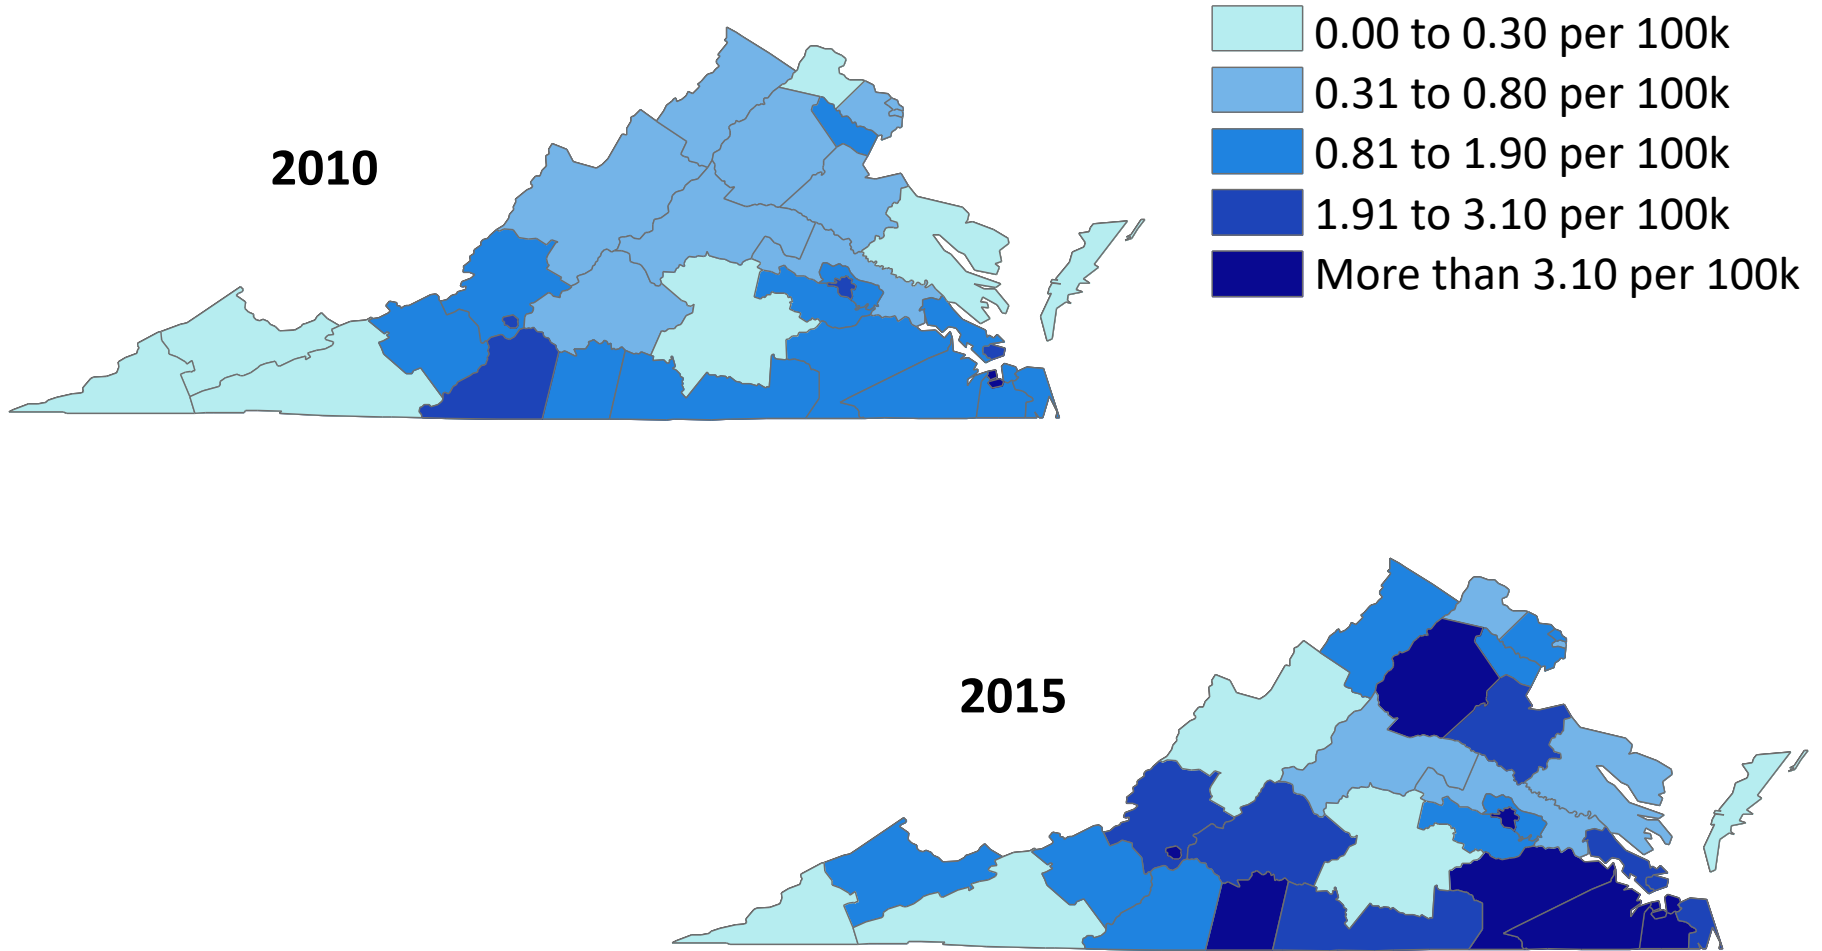 0.00 to 0.30 per 100k
0.31 to 0.80 per 100k
0.81 to 1.90 per 100k
1.91 to 3.10 per 100k
More than 3.10 per 100k
2010
2015